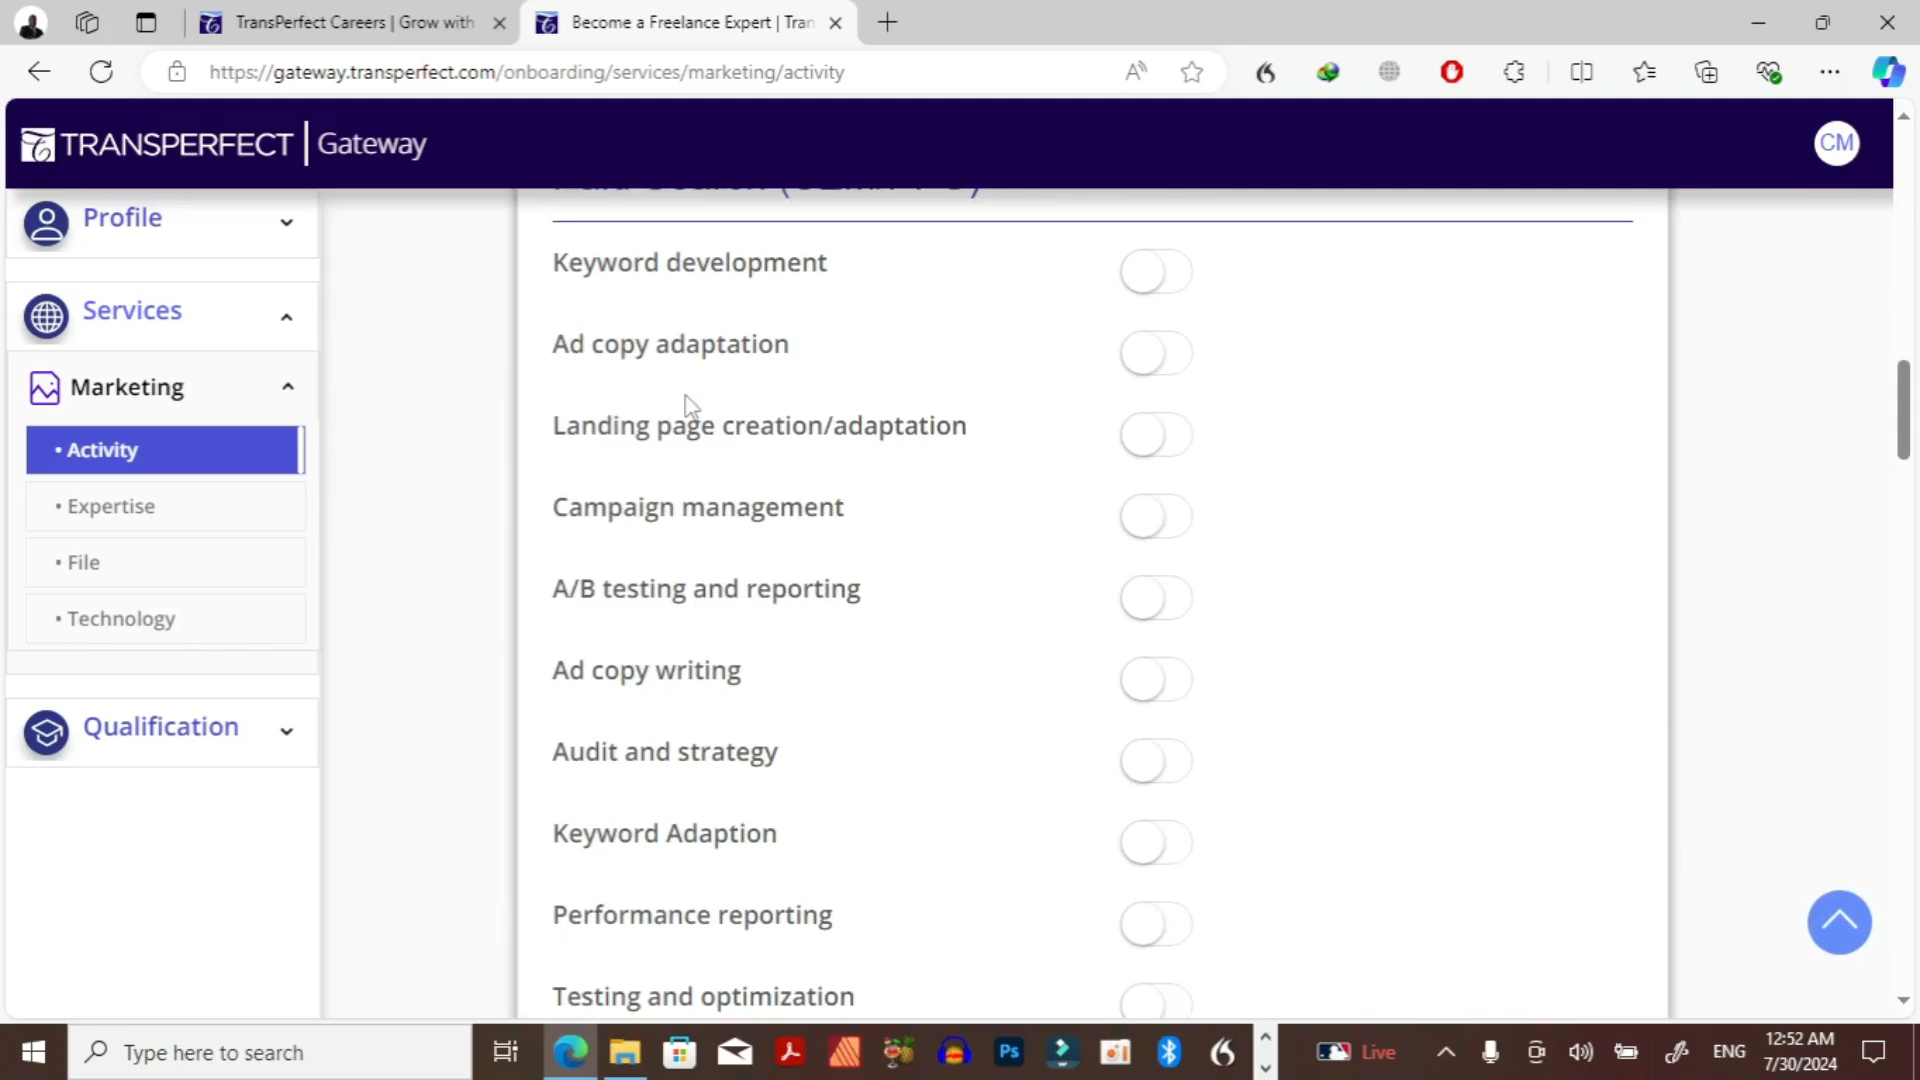 TransPerfect Careers | Grow with
Become a Freelance Expert | Tran
https://gateway.transperfect.com/onboarding/services/marketing/activity
TRANSPERFECT | Gateway
CM
Profile
Services
Marketing
• Activity
• Expertise
• File
• Technology
Qualification
Keyword development
Ad copy adaptation
Landing page creation/adaptation
Campaign management
A/B testing and reporting
Ad copy writing
Audit and strategy
Keyword Adaption
Performance reporting
Testing and optimization
Type here to search
Ps
Live
ENG
12:52 AM
7/30/2024